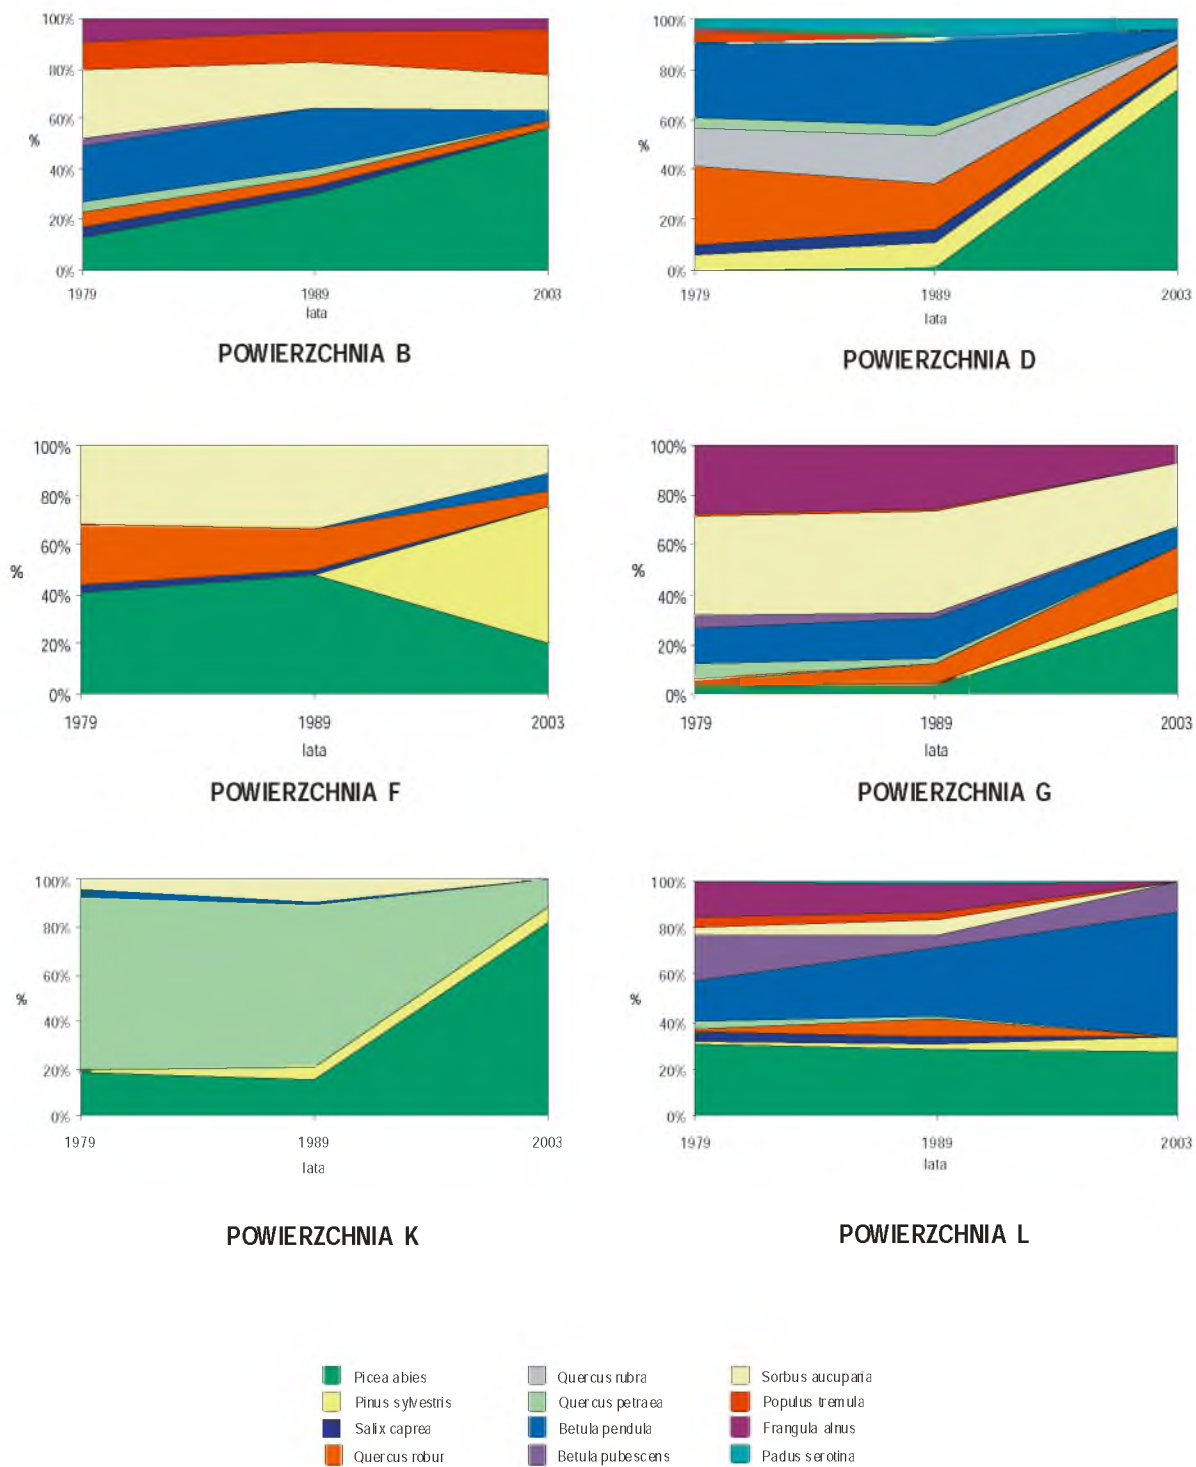 100%
80%
60%
%
40%
20%
0%
1979 1989 2003
lata
POWIERZCHNIA B
100%
80%
60%
%
40%
20%
0%
1979 1989 2003
lata
POWIERZCHNIA D
100%
80%
60%
%
40%
20%
0%
1979 1989 2003
lata
POWIERZCHNIA F
100%
80%
60%
%
40%
20%
0%
1979 1989 2003
lata
POWIERZCHNIA G
100%
80%
60%
%
40%
20%
0%
1979 1989 2003
lata
POWIERZCHNIA K
100%
80%
60%
%
40%
20%
0%
1979 1989 2003
lata
POWIERZCHNIA L
Picea abies
Pinus sylvestris
Salix caprea
Quercus robur
Quercus rubra
Quercus petraea
Betula pendula
Betula pubescens
Sorbus aucuparia
Populus tremula
Frangula alnus
Padus serotina